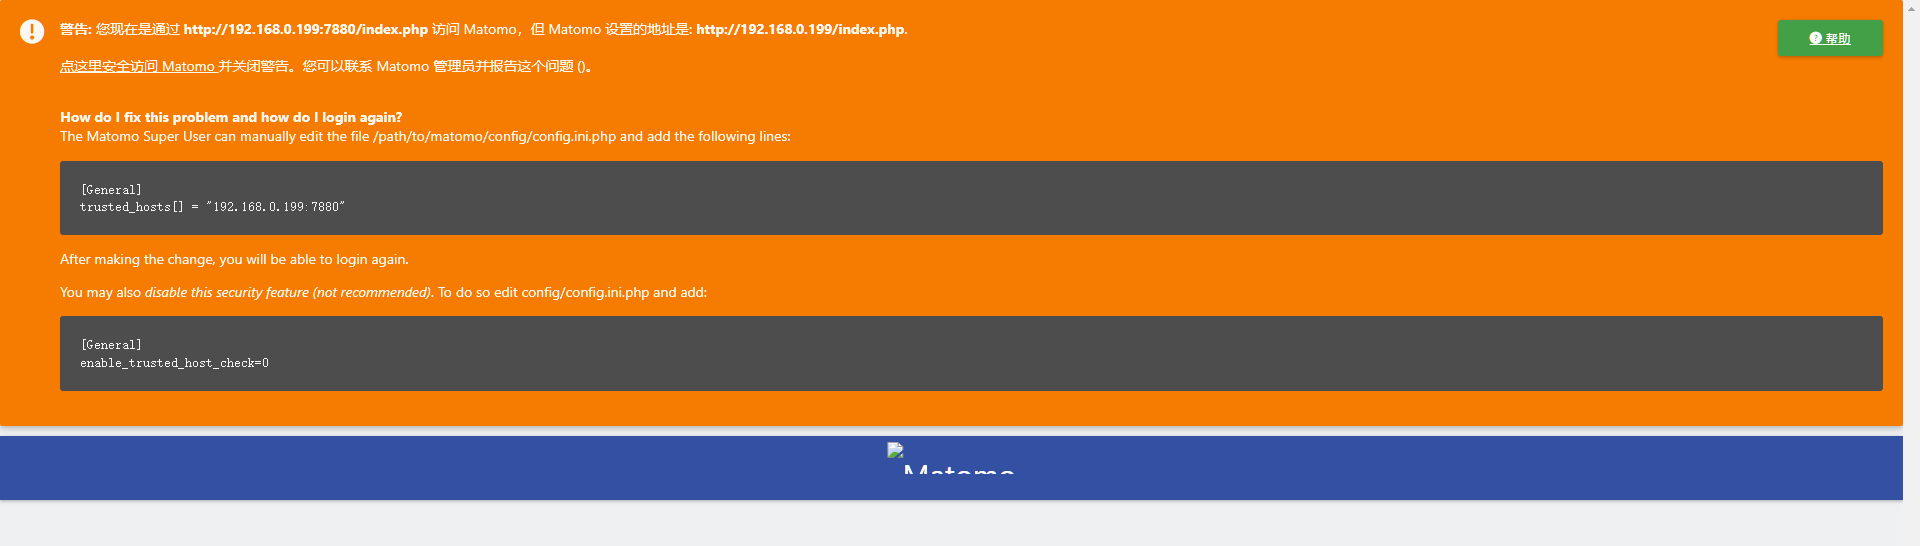 警告: 您现在是通过 http://192.168.0.199:7880/index.php 访问 Matomo，但 Matomo 设置的地址是: http://192.168.0.199/index.php.
帮助
点这里安全访问 Matomo 并关闭警告。您可以联系 Matomo 管理员并报告这个问题 ()。
How do I fix this problem and how do I login again?
The Matomo Super User can manually edit the file /path/to/matomo/config/config.ini.php and add the following lines:
[General]
trusted_hosts[] = "192.168.0.199:7880"
After making the change, you will be able to login again.
You may also disable this security feature (not recommended). To do so edit config/config.ini.php and add:
[General]
enable_trusted_host_check=0
Matomo